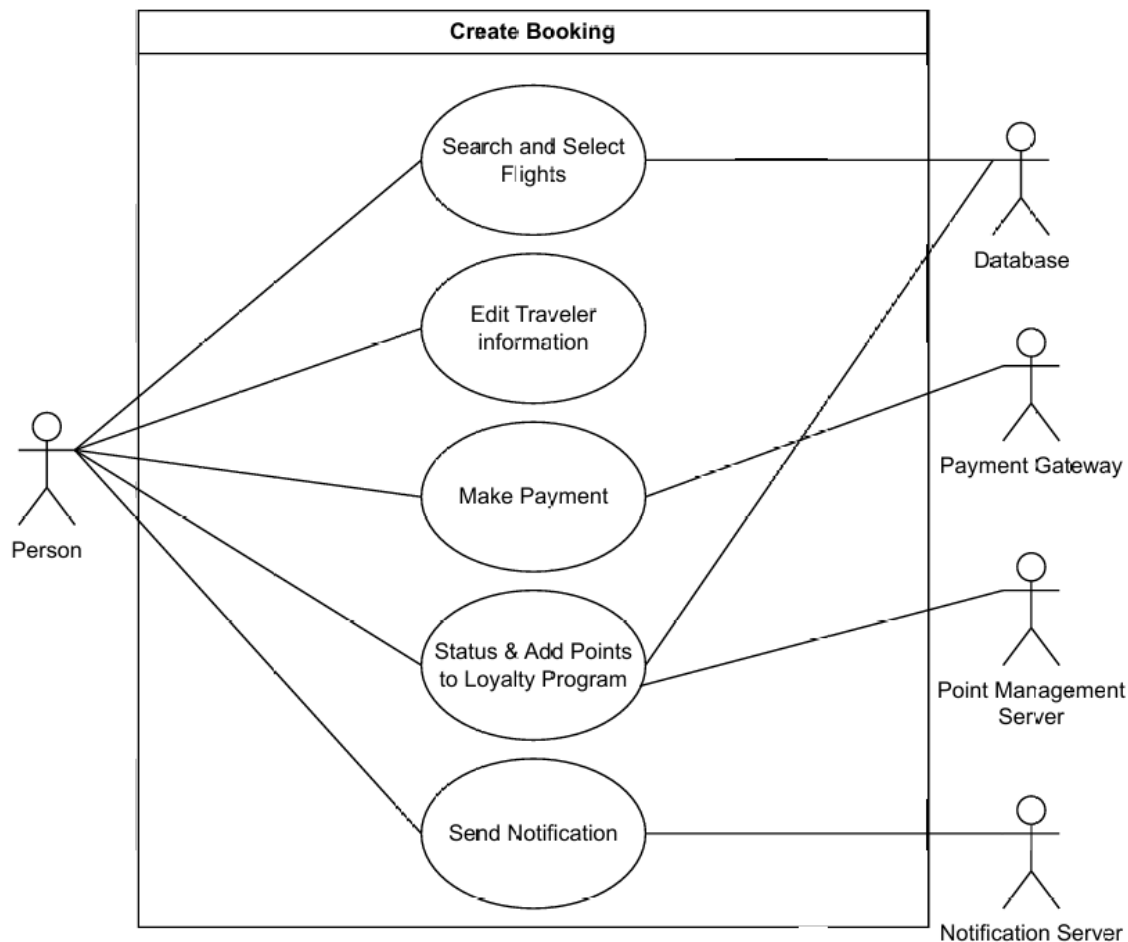 Create Booking
Search and Select
Flights
Database
Edit Traveler
information
Payment Gateway
Person
Make Payment
Status & Add Points
to Loyalty Program
Point Management
Server
Send Notification
Notification Server